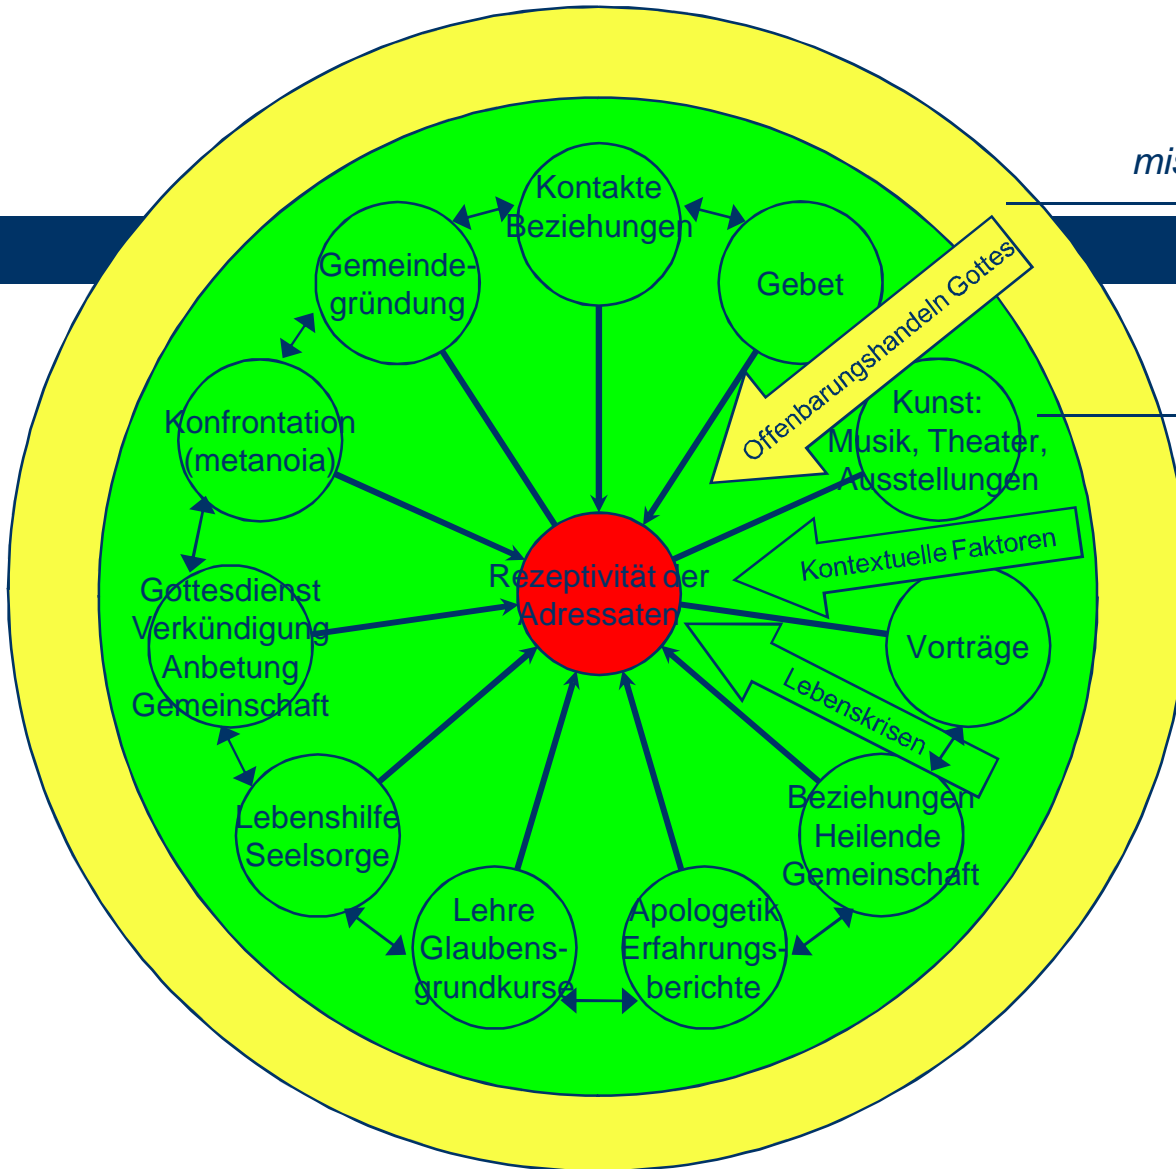 mis
Kontakte
Beziehungen
Gemeinde-
gründung
Gebet
Offenbarungshandeln Gottes
Kunst:
Musik, Theater,
Ausstellungen
Konfrontation
(metanoia)
Kontextuelle Faktoren
Rezeptivität der
Adressaten
Gottesdienst
Verkündigung
Anbetung
Gemeinschaft
Vorträge
Lebenskrisen
Beziehungen
Heilende
Gemeinschaft
Lebenshilfe
Seelsorge
Lehre
Glaubens-
grundkurse
Apologetik
Erfahrungs-
berichte